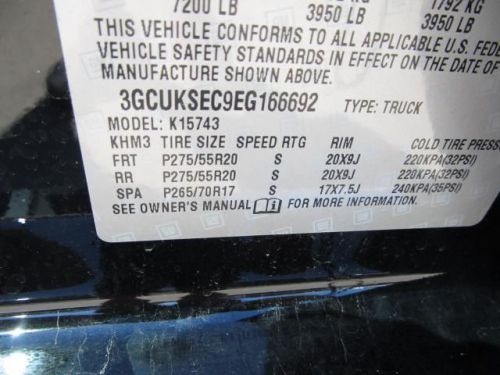 7200 LB 3950 LB 3950 LB
THIS VEHICLE CONFORMS TO ALL APPLICABLE U.S. FEDE
VEHICLE SAFETY STANDARDS IN EFFECT ON THE DATE O
MANUFACTURE SHOWN ABOVE.
3GCUKSEC9EG166692 TYPE: TRUCK
MODEL: K15743
KHM3 TIRE SIZE SPEED RTG RIM COLD TIRE PRES
FRT P275/55R20 S 20X9J 220KPA(32PSI)
RR P275/55R20 S 20X9J 220KPA(32PSI)
SPA P265/70R17 S 17X7.5J 240KPA(35PSI)
SEE OWNER'S MANUAL FOR MORE INFORMATION.